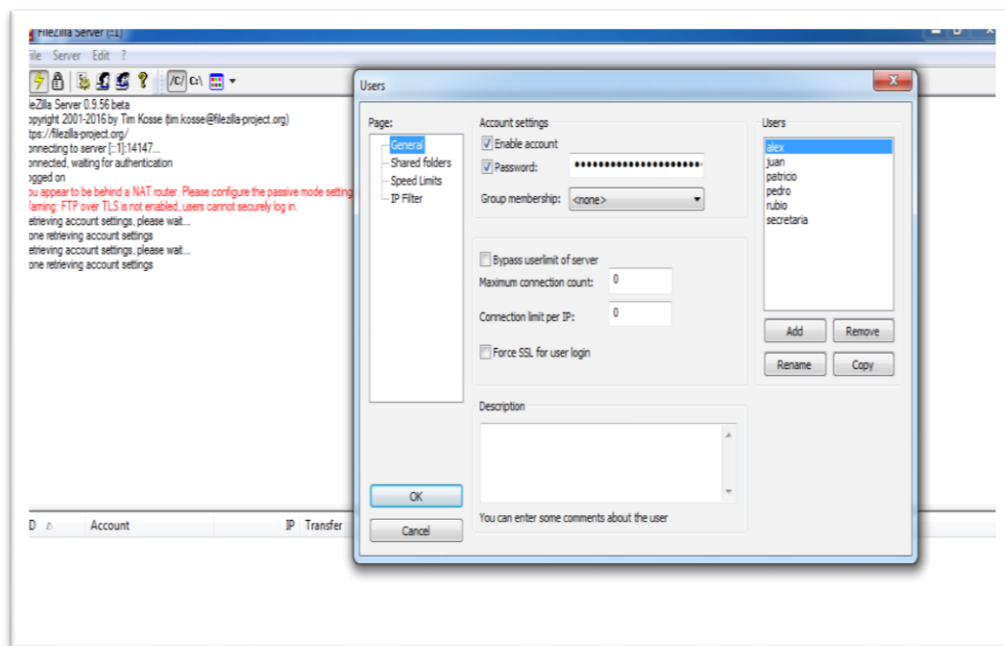 FileZilla Server (::1)
File Server Edit ?
/C/ C:\
leZilla Server 0.9.56 beta
opyright 2001-2016 by Tim Kosse (tim.kosse@filezilla-project.org)
tps://filezilla-project.org/
onnecting to server [::1]:14147...
onnected, waiting for authentication
ogged on
ou appear to be behind a NAT router. Please configure the passive mode setting
arning: FTP over TLS is not enabled, users cannot securely log in.
etrieving account settings, please wait...
one retrieving account settings
etrieving account settings, please wait...
one retrieving account settings
D Account IP Transfer
Users
Page:
General
Shared folders
Speed Limits
IP Filter
OK
Cancel
Account settings
Enable account
Password:
Group membership: <none>
Bypass userlimit of server
Maximum connection count: 0
Connection limit per IP: 0
Force SSL for user login
Description
You can enter some comments about the user
Users
alex
juan
patricio
pedro
rubio
secretaria
Add Remove
Rename Copy